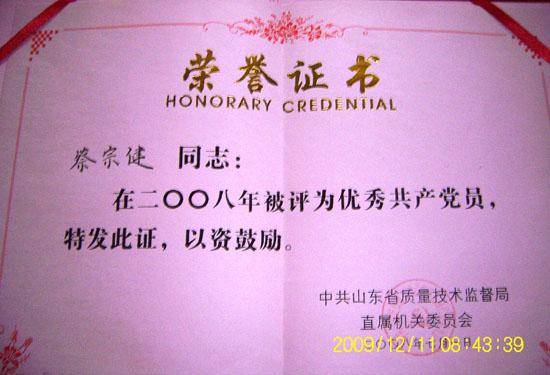 荣誉证书
HONORARY CREDENTIAL
蔡宗健 同志：
在二〇〇八年被评为优秀共产党员，
特发此证，以资鼓励。
中共山东省质量技术监督局
直属机关委员会
2009/12/11 08:43:39